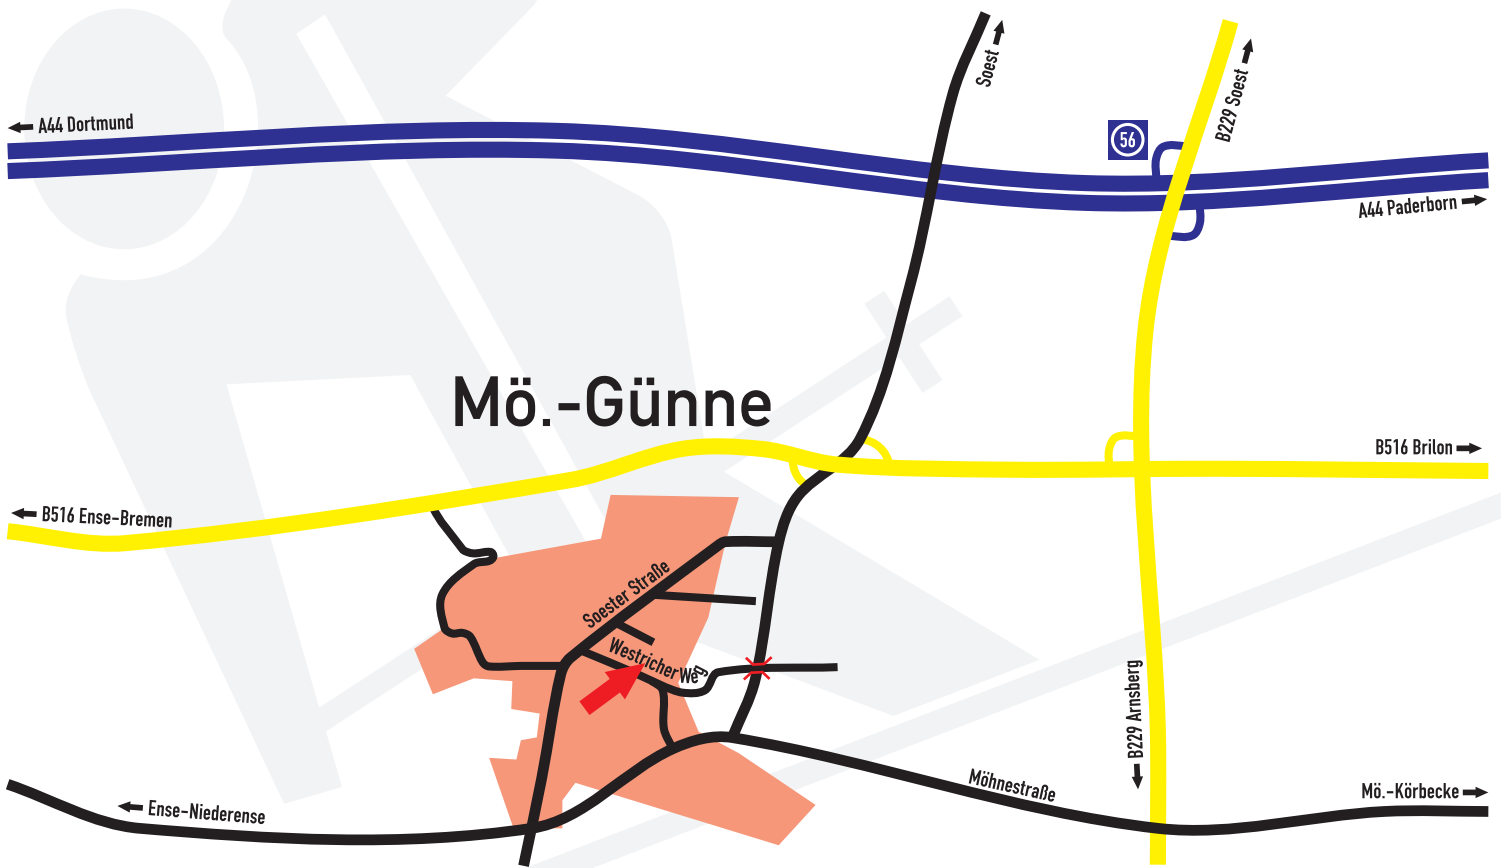 Soest
B229 Soest
A44 Dortmund
56
A44 Paderborn
Mö.-Günne
B516 Brilon
B516 Ense-Bremen
Soester Straße
Westricher Weg
B229 Arnsberg
Möhnestraße
Mö.-Körbecke
Ense-Niederense